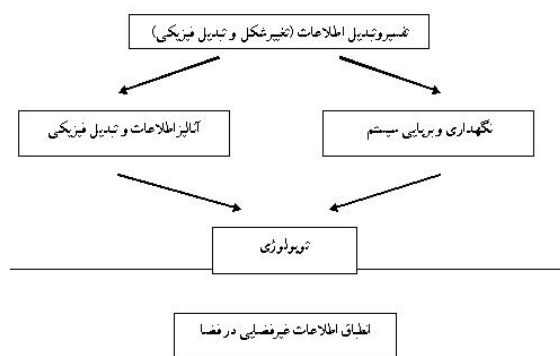 تفسیروتبدیل اطلاعات (تغییرشکل و تبدیل فیزیکی)
نگهداری و برپایی سیستم
آنالیزاطلاعات و تبدیل فیزیکی
توپولوژی
انطباق اطلاعات غیرفضایی در فضا